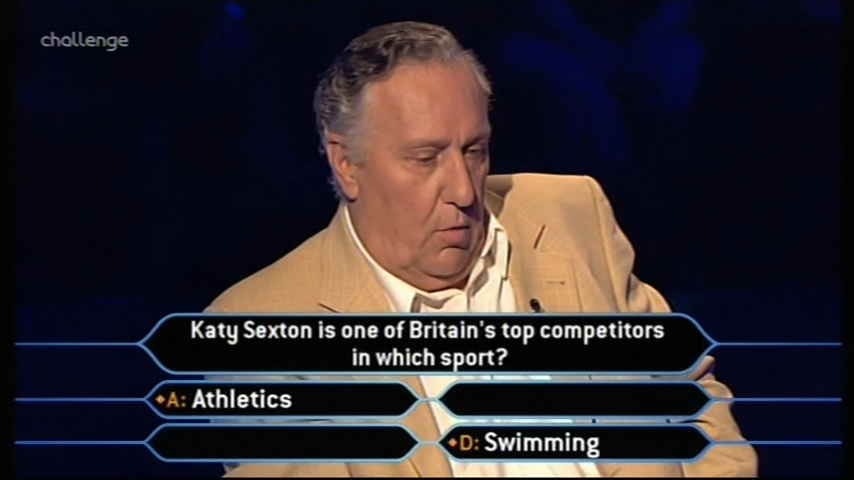 challenge
Katy Sexton is one of Britain's top competitors
in which sport?
A: Athletics
D: Swimming